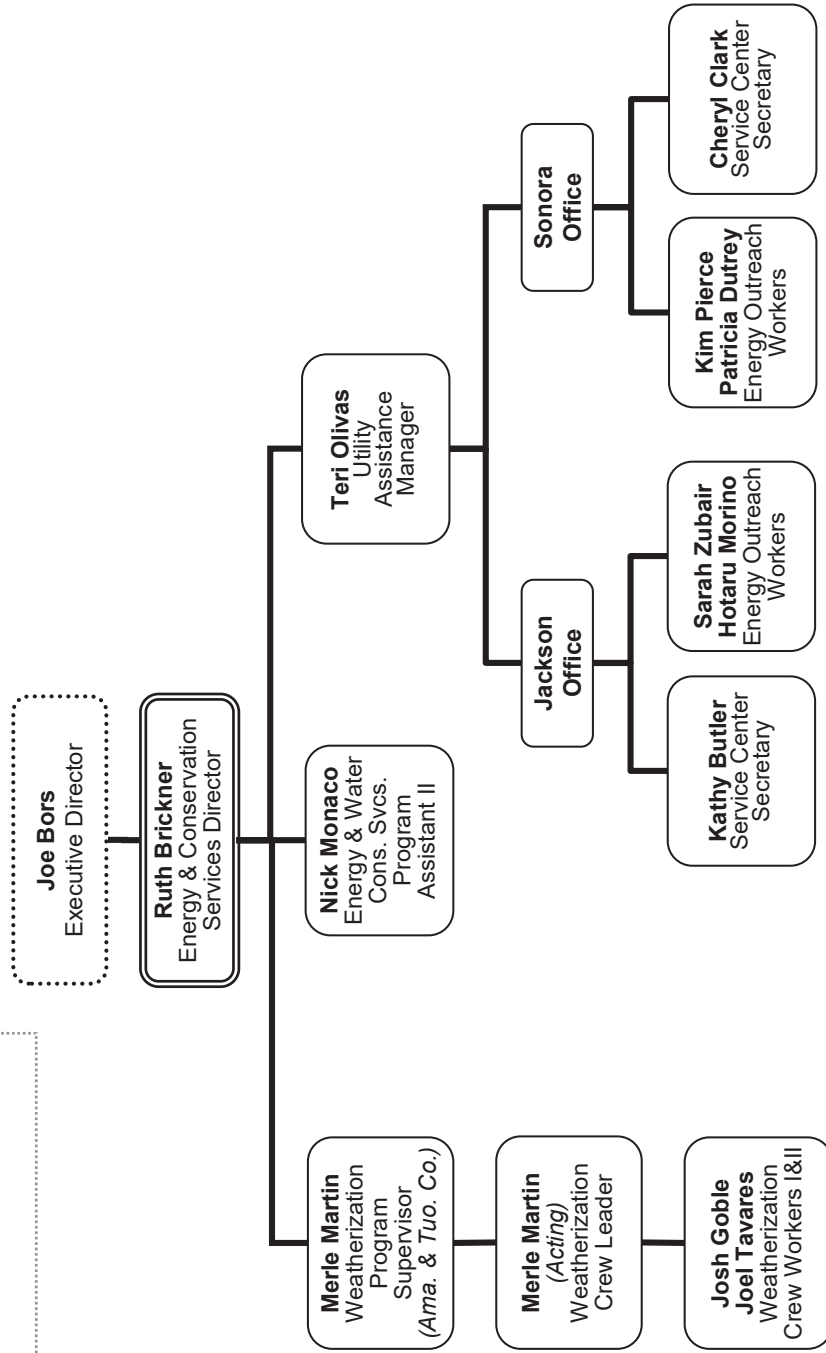 Joe Bors
Executive Director
Ruth Brickner
Energy & Conservation
Services Director
Merle Martin
Weatherization
Program
Supervisor
(Ama. & Tuo. Co.)
Nick Monaco
Energy & Water
Cons. Svcs.
Program
Assistant II
Teri Olivas
Utility
Assistance
Manager
Merle Martin
(Acting)
Weatherization
Crew Leader
Jackson
Office
Sonora
Office
Josh Goble
Joel Tavares
Weatherization
Crew Workers I&II
Kathy Butler
Service Center
Secretary
Sarah Zubair
Hotaru Morino
Energy Outreach
Workers
Kim Pierce
Patricia Dutrey
Energy Outreach
Workers
Cheryl Clark
Service Center
Secretary